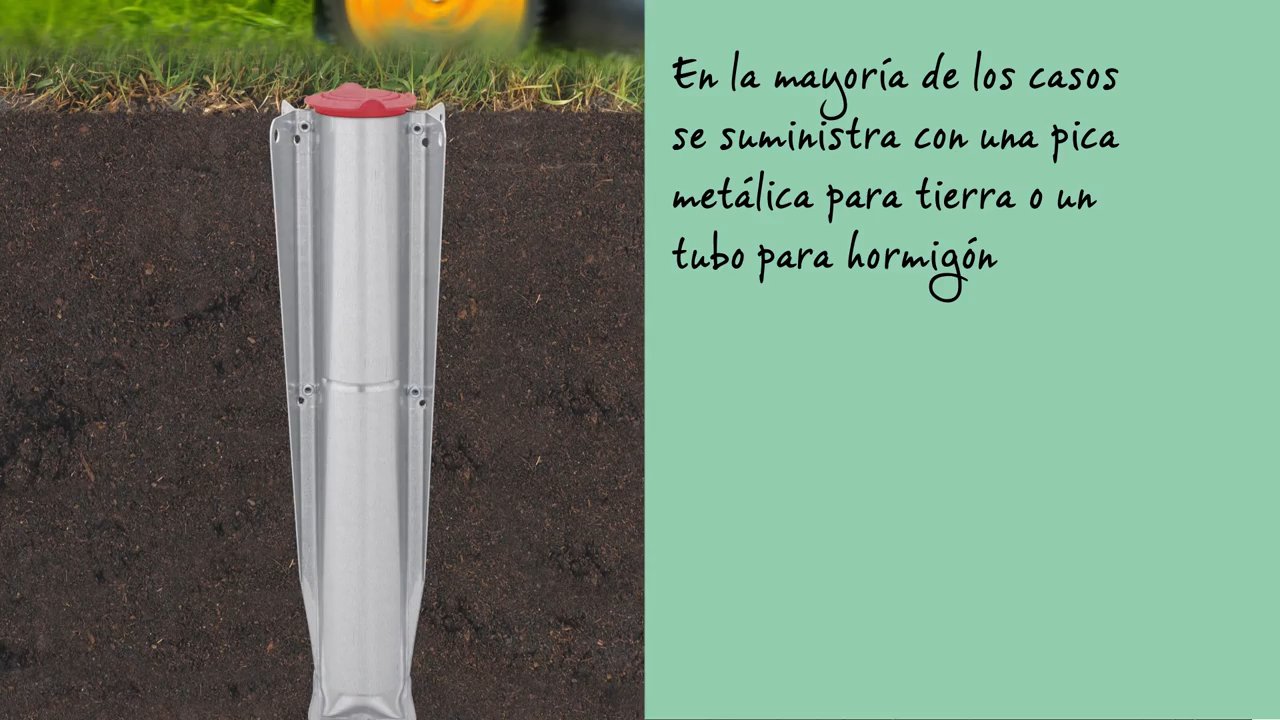 En la mayoría de los casos
se suministra con una pica
metálica para tierra o un
tubo para hormigón